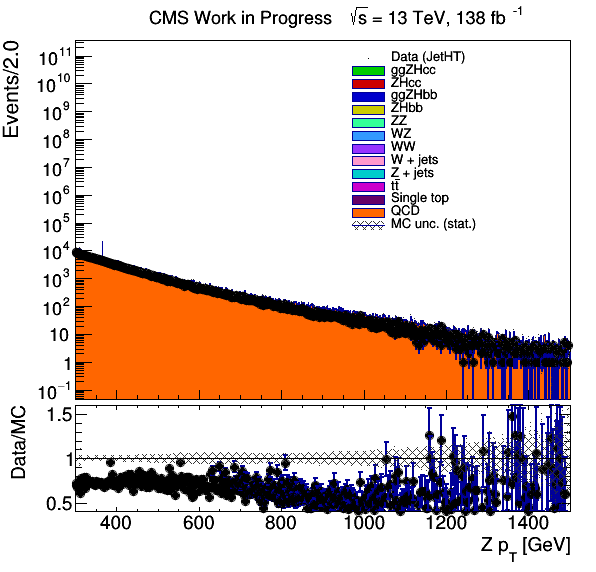 CMS Work in Progress √s = 13 TeV, 138 fb⁻¹
Events/2.0
10¹¹
10¹⁰
10⁹
10⁸
10⁷
10⁶
10⁵
10⁴
10³
10²
10
1
10⁻¹
Data (JetHT)
ggZHcc
ZHcc
ggZHbb
ZHbb
ZZ
WZ
WW
W + jets
Z + jets
tt̄
Single top
QCD
MC unc. (stat.)
Data/MC
1.5
1
0.5
400 600 800 1000 1200 1400
Z p_T [GeV]